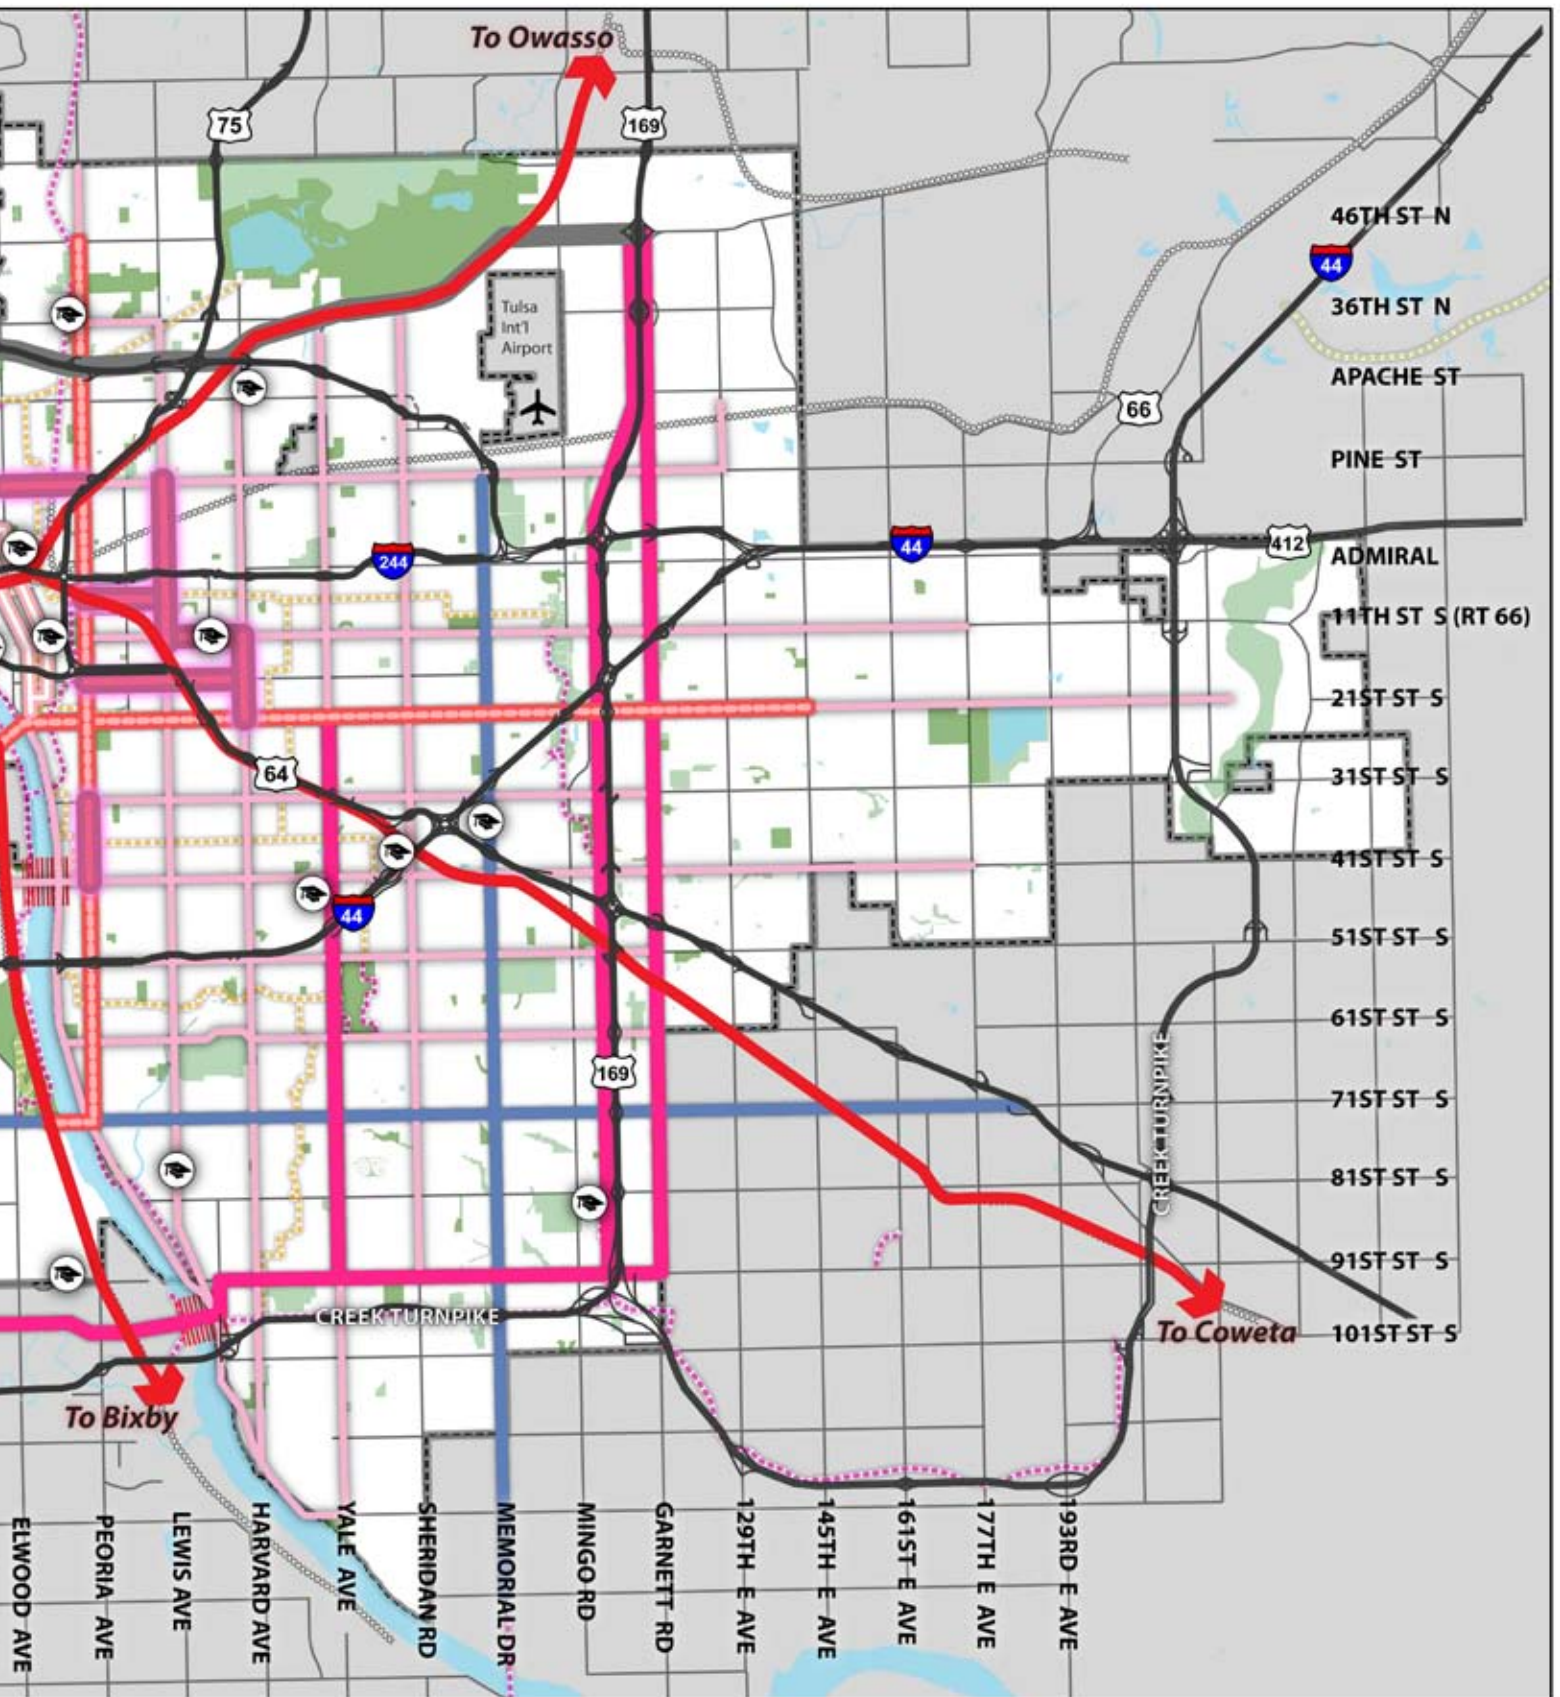 To Owasso
75
169
46TH ST N
44
36TH ST N
Tulsa
Int'l
Airport
APACHE ST
66
PINE ST
244
44
412
ADMIRAL
11TH ST S (RT 66)
21ST ST S
64
31ST ST S
41ST ST S
44
51ST ST S
61ST ST S
169
CREEK TURNPIKE
71ST ST S
81ST ST S
91ST ST S
CREEK TURNPIKE
To Coweta
101ST ST S
To Bixby
ELWOOD AVE
PEORIA AVE
LEWIS AVE
HARVARD AVE
YALE AVE
SHERIDAN RD
MEMORIAL DR
MINGO RD
GARNETT RD
129TH E AVE
145TH E AVE
161ST E AVE
177TH E AVE
193RD E AVE